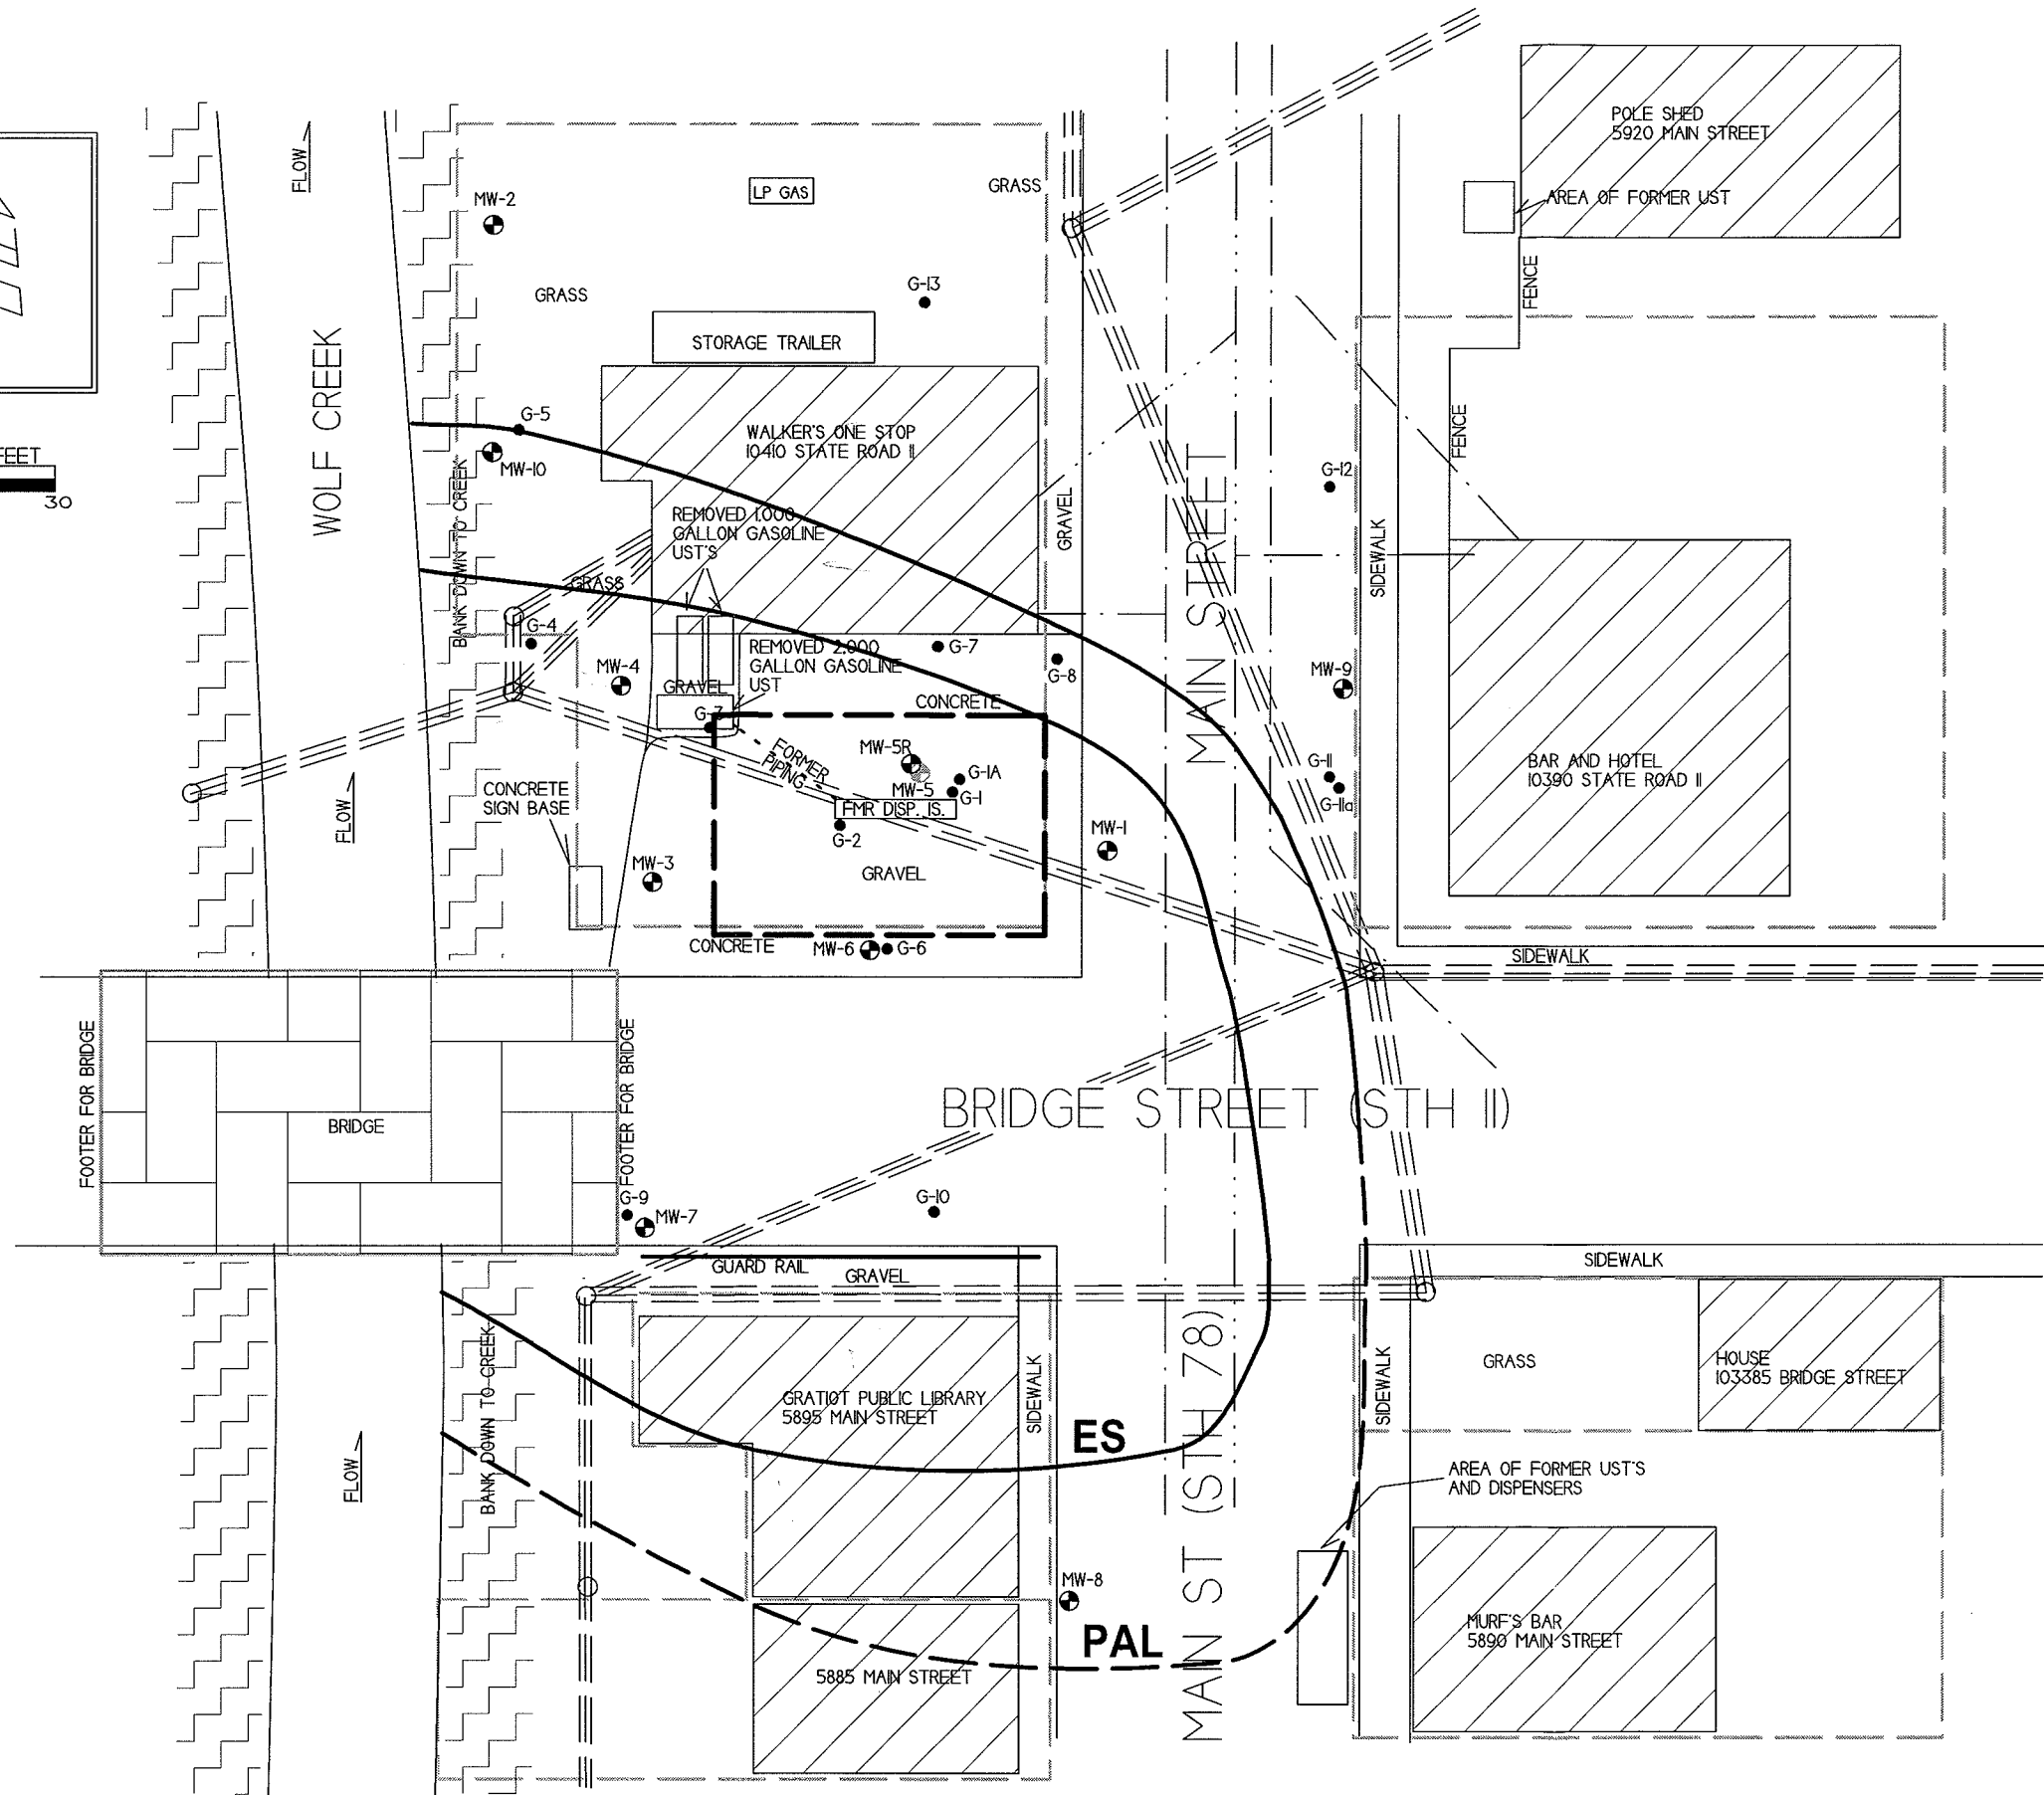 POLE SHED
5920 MAIN STREET
AREA OF FORMER UST
FLOW
MW-2
LP GAS
GRASS
G-13
GRASS
FENCE
STORAGE TRAILER
WOLF CREEK
G-5
MW-10
WALKER'S ONE STOP
10410 STATE ROAD 11
FENCE
FEET
30
BANK DOWN TO CREEK
REMOVED 1,000
GALLON GASOLINE
UST'S
GRAVEL
MAIN STREET
G-12
SIDEWALK
GRASS
G-4
MW-4
REMOVED 2,000
GALLON GASOLINE
UST
G-7
G-8
GRAVEL
CONCRETE
MW-9
G-3
FORMER
PIPING
MW-5R
MW-5
G-1A
G-1
FMR DISP. IS.
G-2
G-11
G-11a
BAR AND HOTEL
10390 STATE ROAD 11
CONCRETE
SIGN BASE
FLOW
MW-1
MW-3
GRAVEL
CONCRETE
MW-6
G-6
SIDEWALK
FOOTER FOR BRIDGE
BRIDGE
FOOTER FOR BRIDGE
BRIDGE STREET (STH 11)
G-9
MW-7
G-10
GUARD RAIL
GRAVEL
SIDEWALK
BANK DOWN TO CREEK
GRATIOT PUBLIC LIBRARY
5895 MAIN STREET
SIDEWALK
ES
MAIN ST (STH 78)
SIDEWALK
GRASS
HOUSE
103385 BRIDGE STREET
FLOW
AREA OF FORMER UST'S
AND DISPENSERS
MW-8
PAL
MURF'S BAR
5890 MAIN STREET
5885 MAIN STREET